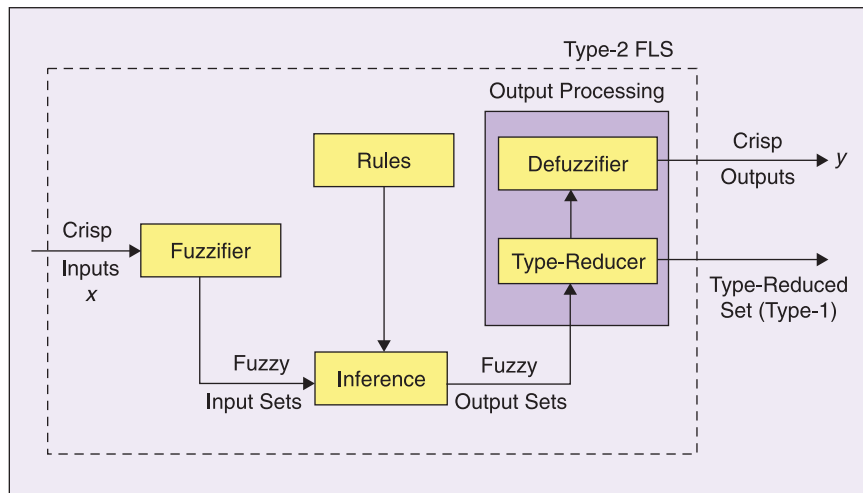 Type-2 FLS
Output Processing
Rules
Defuzzifier
Crisp
Outputs
y
Crisp
Inputs
x
Fuzzifier
Type-Reducer
Type-Reduced
Set (Type-1)
Fuzzy
Input Sets
Inference
Fuzzy
Output Sets